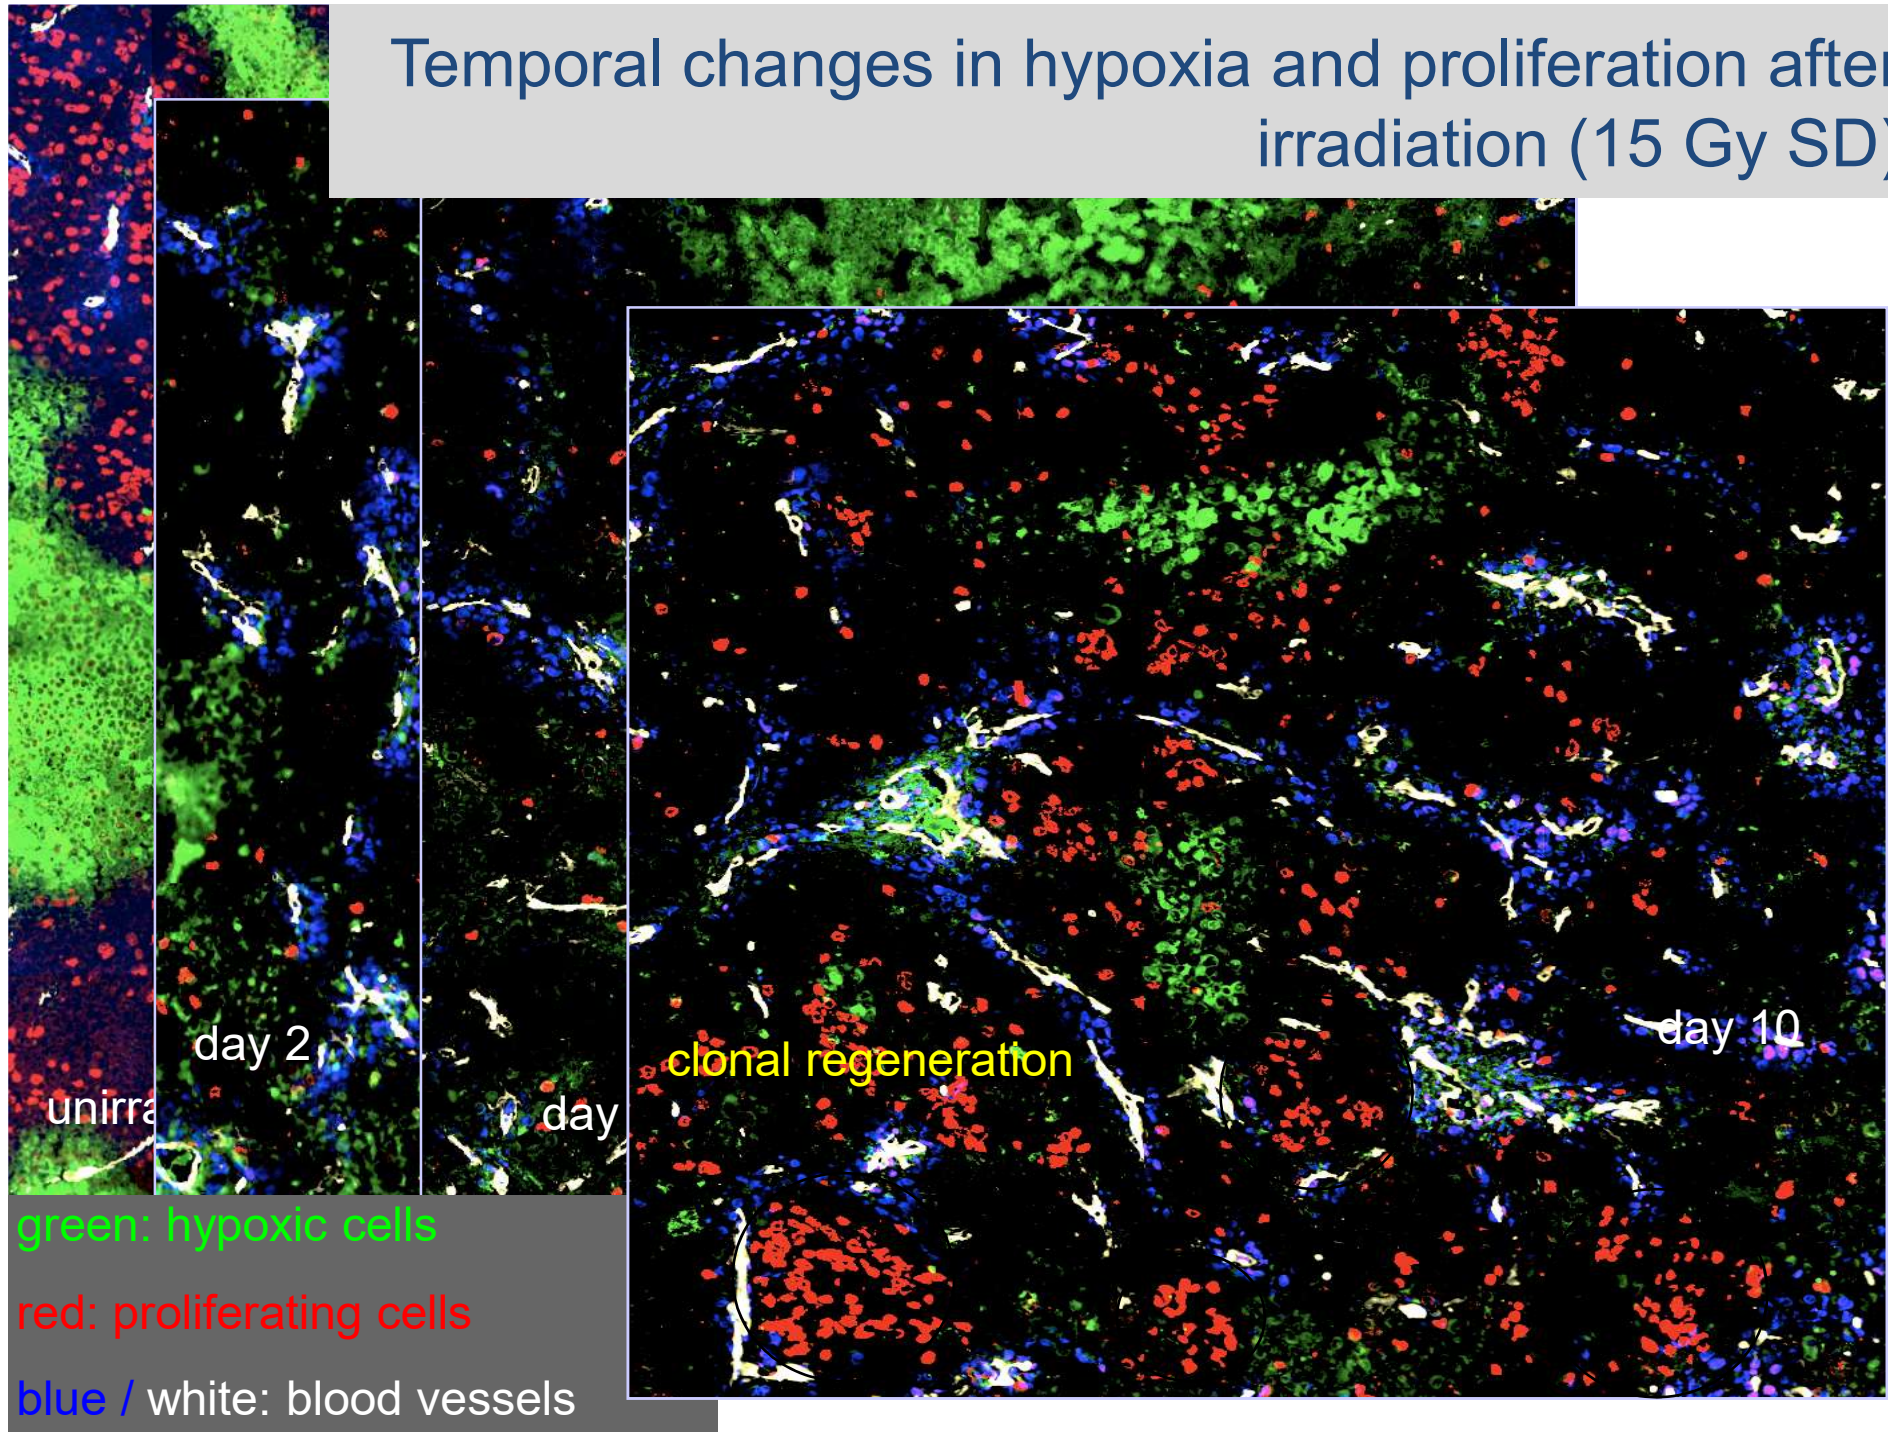 Temporal changes in hypoxia and proliferation after
irradiation (15 Gy SD)
day 2
unirra
day
clonal regeneration
day 10
green: hypoxic cells
red: proliferating cells
blue / white: blood vessels